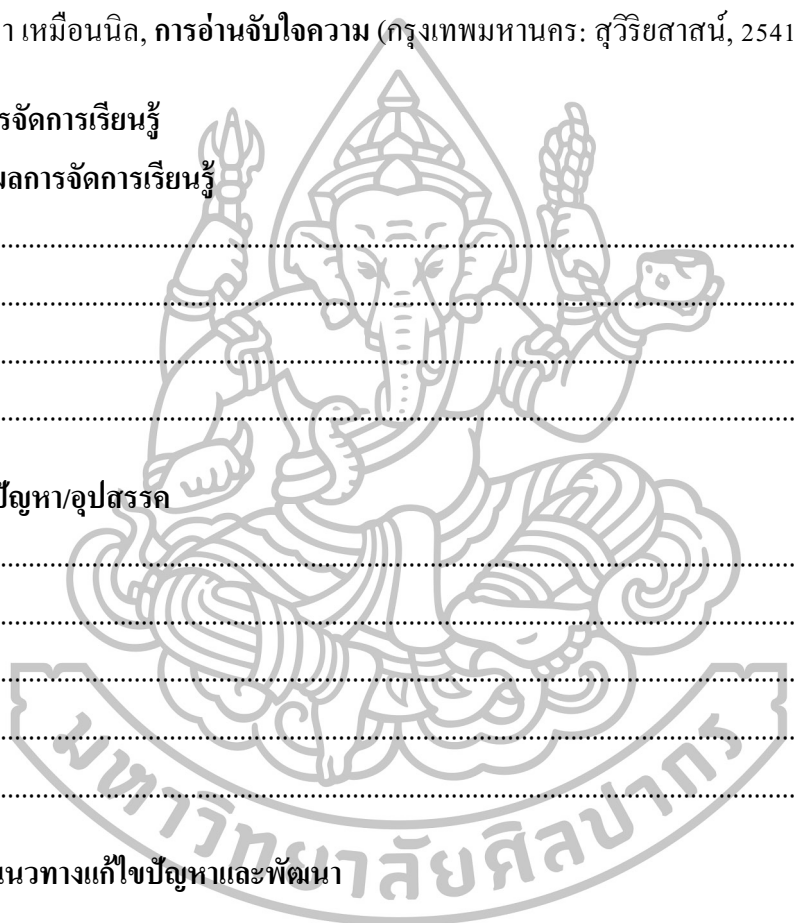 า เหมือนนิล, การอ่านจับใจความ (กรุงเทพมหานคร: สุวิริยสาสน์, 2541
รจัดการเรียนรู้
ผลการจัดการเรียนรู้
ปัญหา/อุปสรรค
มหาวิทยาลัยศิลปากร
แนวทางแก้ไขปัญหาและพัฒนา